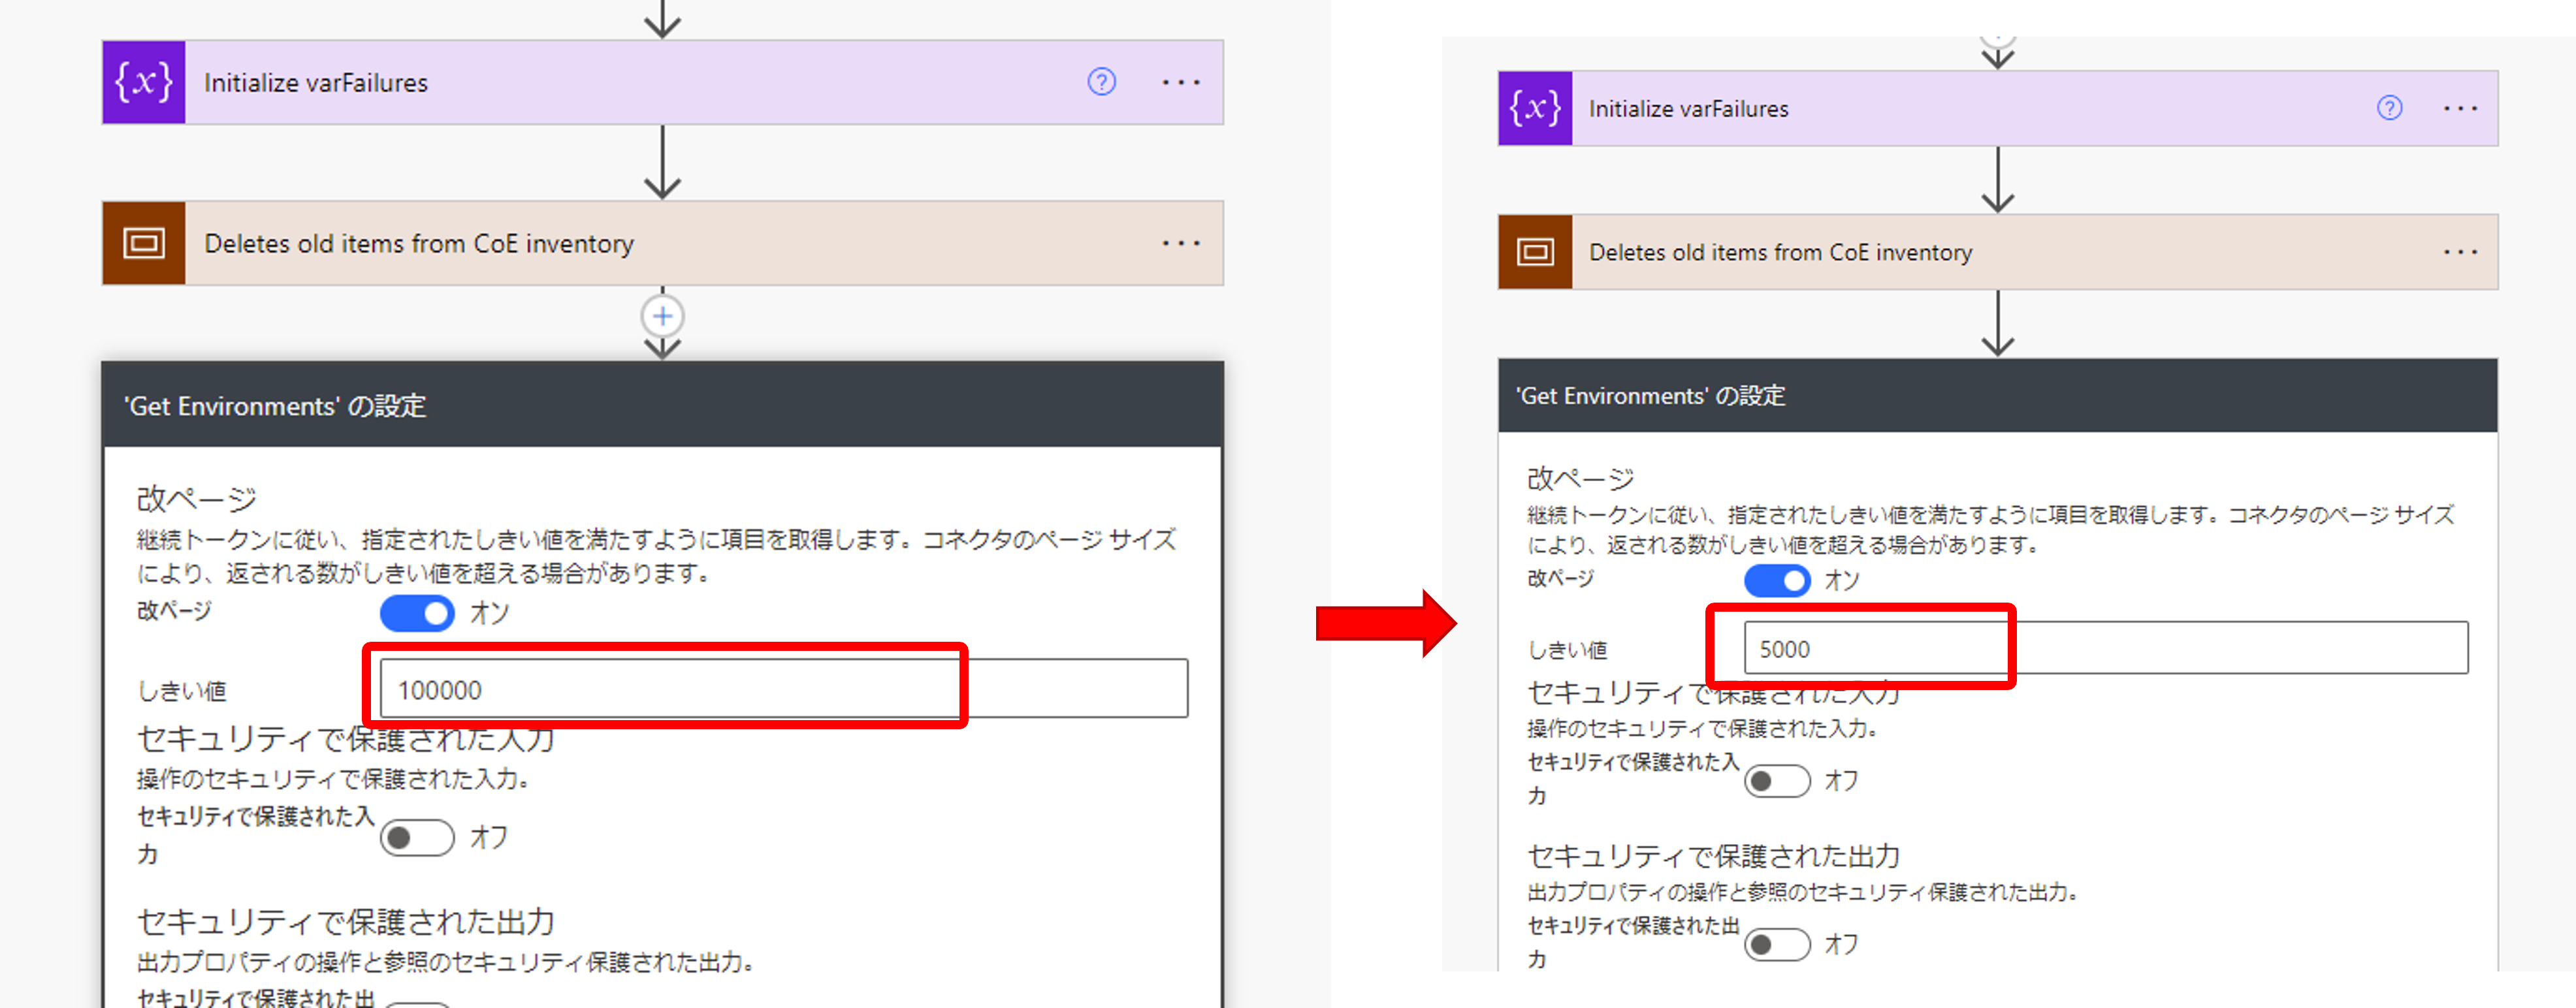 {x} Initialize varFailures ? ...
Deletes old items from CoE inventory ...
'Get Environments' の設定
改ページ
継続トークンに従い、指定されたしきい値を満たすように項目を取得します。コネクタのページ サイズ
により、返される数がしきい値を超える場合があります。
改ページ オン
しきい値 100000
セキュリティで保護された入力
操作のセキュリティで保護された入力。
セキュリティで保護された入
力 オフ
セキュリティで保護された出力
出力プロパティの操作と参照のセキュリティ保護された出力。
セキュリティで保護された出
{x} Initialize varFailures ? ...
Deletes old items from CoE inventory ...
'Get Environments' の設定
改ページ
継続トークンに従い、指定されたしきい値を満たすように項目を取得します。コネクタのページ サイズ
により、返される数がしきい値を超える場合があります。
改ページ オン
しきい値 5000
セキュリティで保護された入力
操作のセキュリティで保護された入力。
セキュリティで保護された入
力 オフ
セキュリティで保護された出力
出力プロパティの操作と参照のセキュリティ保護された出力。
セキュリティで保護された出
力 オフ